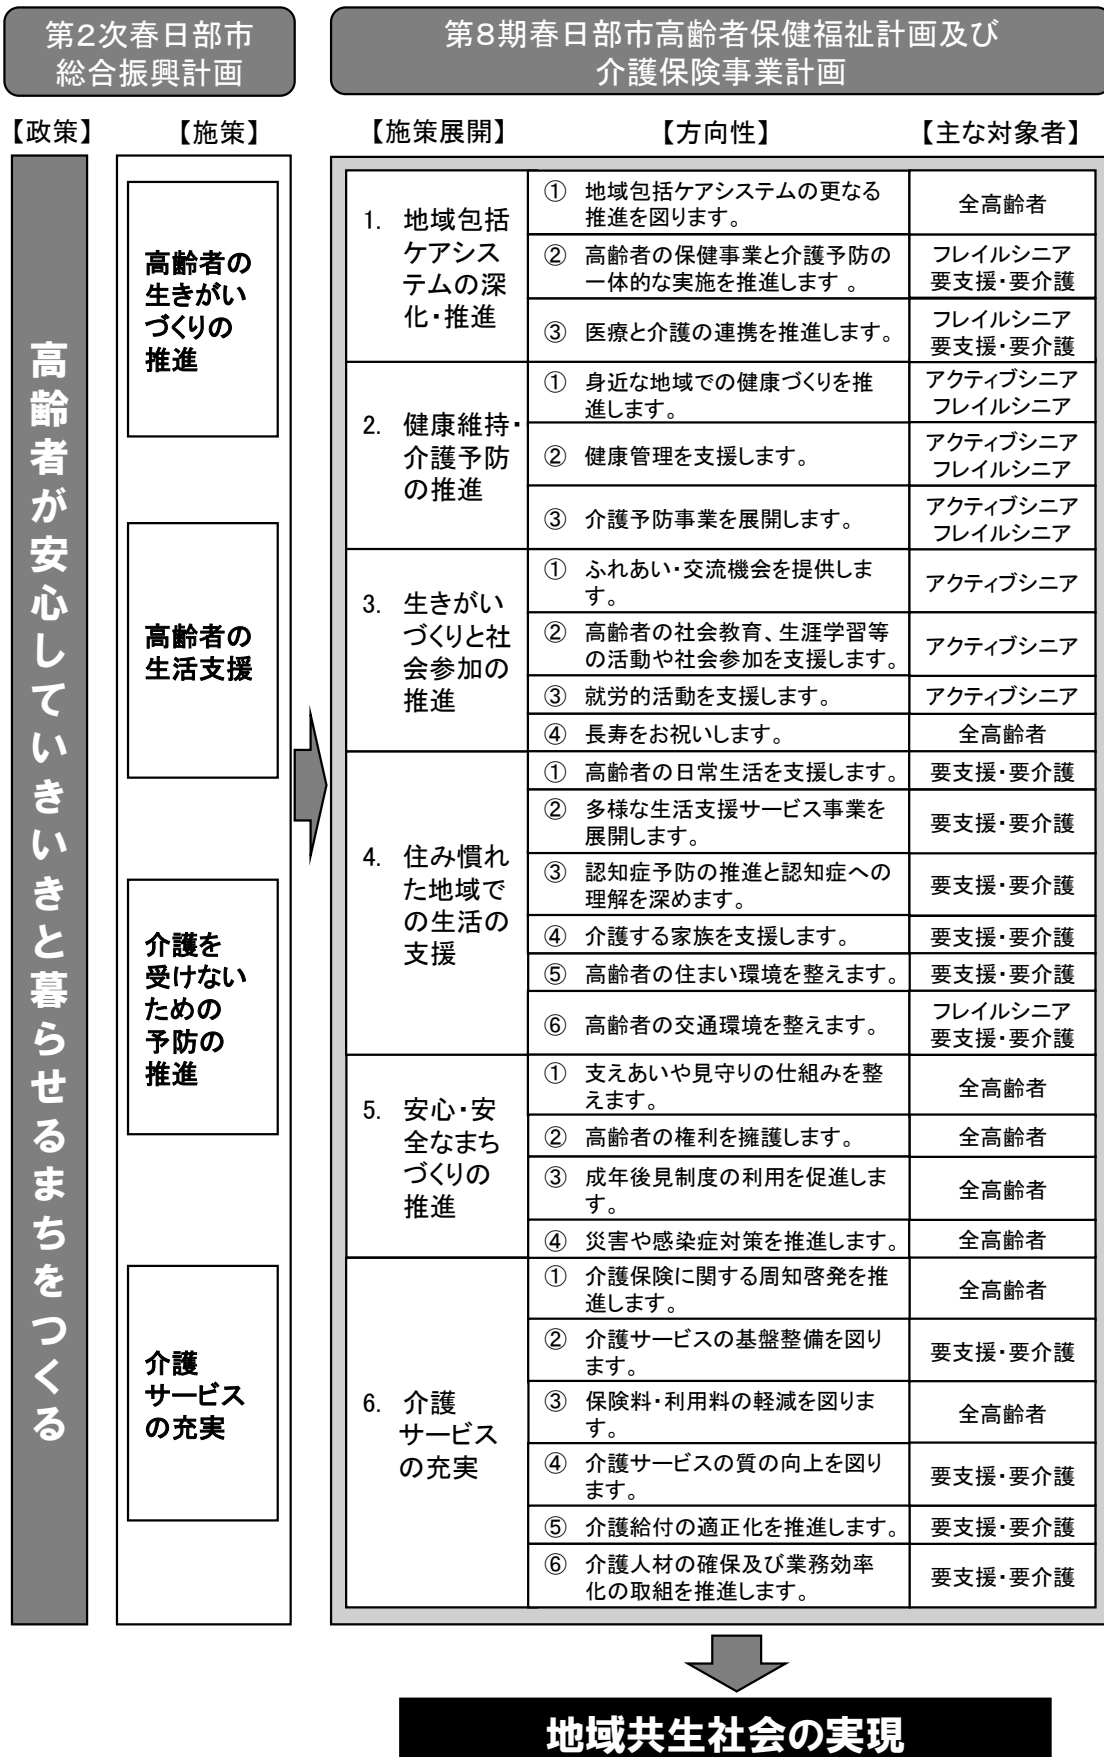 第2次春日部市
総合振興計画
第8期春日部市高齢者保健福祉計画及び
介護保険事業計画
【政策】
【施策】
【施策展開】
【方向性】
【主な対象者】
高齢者が安心していきいきと暮らせるまちをつくる
高齢者の
生きがい
づくりの
推進
高齢者の
生活支援
介護を
受けない
ための
予防の
推進
介護
サービス
の充実
1. 地域包括
ケアシス
テムの深
化・推進
① 地域包括ケアシステムの更なる
推進を図ります。
全高齢者
② 高齢者の保健事業と介護予防の
一体的な実施を推進します 。
フレイルシニア
要支援・要介護
③ 医療と介護の連携を推進します。
フレイルシニア
要支援・要介護
2. 健康維持・
介護予防
の推進
① 身近な地域での健康づくりを推
進します。
アクティブシニア
フレイルシニア
② 健康管理を支援します。
アクティブシニア
フレイルシニア
③ 介護予防事業を展開します。
アクティブシニア
フレイルシニア
3. 生きがい
づくりと社
会参加の
推進
① ふれあい・交流機会を提供しま
す。
アクティブシニア
② 高齢者の社会教育、生涯学習等
の活動や社会参加を支援します。
アクティブシニア
③ 就労的活動を支援します。
アクティブシニア
④ 長寿をお祝いします。
全高齢者
4. 住み慣れ
た地域で
の生活の
支援
① 高齢者の日常生活を支援します。
要支援・要介護
② 多様な生活支援サービス事業を
展開します。
要支援・要介護
③ 認知症予防の推進と認知症への
理解を深めます。
要支援・要介護
④ 介護する家族を支援します。
要支援・要介護
⑤ 高齢者の住まい環境を整えます。
要支援・要介護
⑥ 高齢者の交通環境を整えます。
フレイルシニア
要支援・要介護
5. 安心・安
全なまち
づくりの
推進
① 支えあいや見守りの仕組みを整
えます。
全高齢者
② 高齢者の権利を擁護します。
全高齢者
③ 成年後見制度の利用を促進しま
す。
全高齢者
④ 災害や感染症対策を推進します。
全高齢者
6. 介護
サービス
の充実
① 介護保険に関する周知啓発を推
進します。
全高齢者
② 介護サービスの基盤整備を図り
ます。
要支援・要介護
③ 保険料・利用料の軽減を図りま
す。
全高齢者
④ 介護サービスの質の向上を図り
ます。
要支援・要介護
⑤ 介護給付の適正化を推進します。
要支援・要介護
⑥ 介護人材の確保及び業務効率
化の取組を推進します。
要支援・要介護
地域共生社会の実現